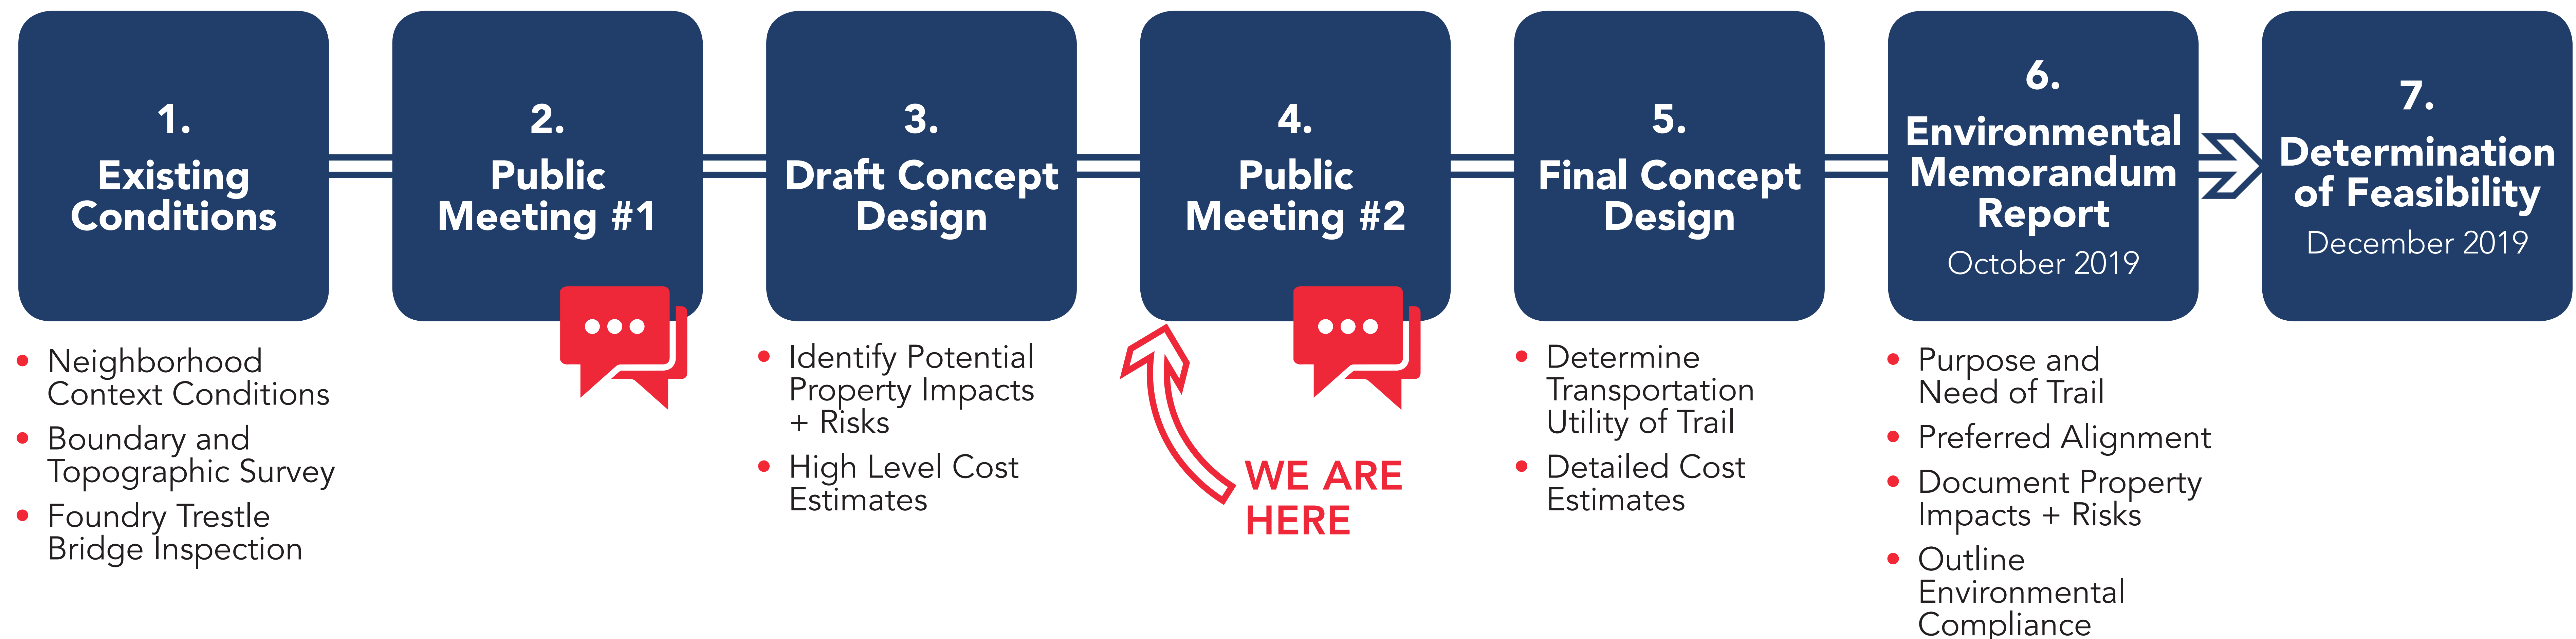 1.
Existing
Conditions
• Neighborhood
Context Conditions
• Boundary and
Topographic Survey
• Foundry Trestle
Bridge Inspection
2.
Public
Meeting #1
3.
Draft Concept
Design
• Identify Potential
Property Impacts
+ Risks
• High Level Cost
Estimates
4.
Public
Meeting #2
WE ARE
HERE
5.
Final Concept
Design
• Determine
Transportation
Utility of Trail
• Detailed Cost
Estimates
6.
Environmental
Memorandum
Report
October 2019
• Purpose and
Need of Trail
• Preferred Alignment
• Document Property
Impacts + Risks
• Outline
Environmental
Compliance
7.
Determination
of Feasibility
December 2019